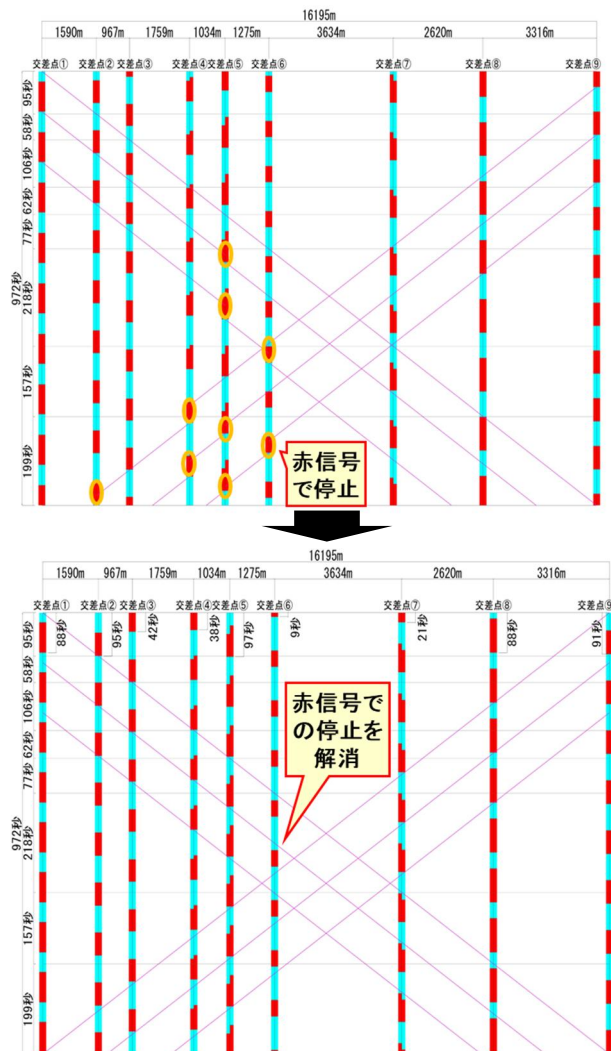 16195m
1590m 967m 1759m 1034m 1275m 3634m 2620m 3316m
交差点① 交差点② 交差点③ 交差点④ 交差点⑤ 交差点⑥ 交差点⑦ 交差点⑧ 交差点⑨
95秒
58秒
106秒
62秒
77秒
972秒
218秒
157秒
199秒
赤信号
で停止
16195m
1590m 967m 1759m 1034m 1275m 3634m 2620m 3316m
交差点① 交差点② 交差点③ 交差点④ 交差点⑤ 交差点⑥ 交差点⑦ 交差点⑧ 交差点⑨
88秒 95秒 42秒 38秒 97秒 9秒 21秒 88秒 91秒
95秒
58秒
106秒
62秒
77秒
972秒
218秒
157秒
199秒
赤信号で
の停止を
解消